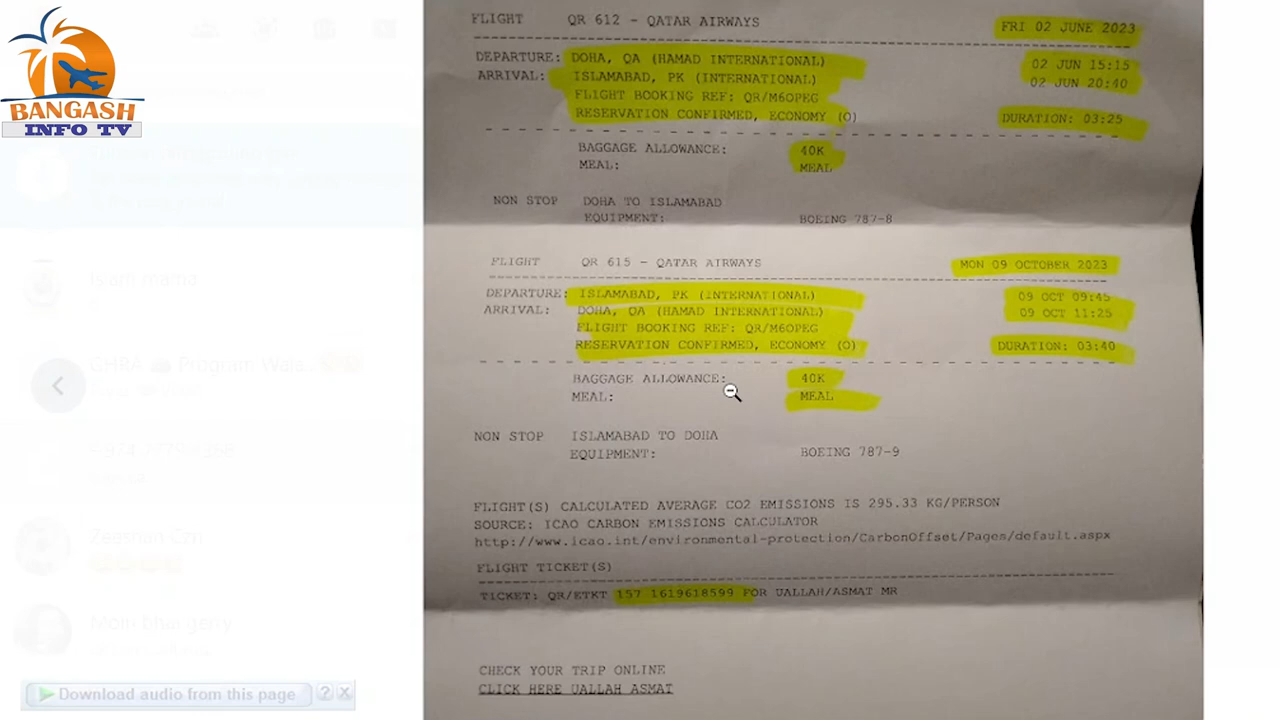 BANGASH
INFO TV
FLIGHT QR 612 - QATAR AIRWAYS FRI 02 JUNE 2023
DEPARTURE: DOHA, QA (HAMAD INTERNATIONAL) 02 JUN 15:15
ARRIVAL: ISLAMABAD, PK (INTERNATIONAL) 02 JUN 20:40
FLIGHT BOOKING REF: QR/M6OPEG
RESERVATION CONFIRMED, ECONOMY (O) DURATION: 03:25
BAGGAGE ALLOWANCE: 40K
MEAL: MEAL
NON STOP DOHA TO ISLAMABAD
EQUIPMENT: BOEING 787-8
FLIGHT QR 615 - QATAR AIRWAYS MON 09 OCTOBER 2023
DEPARTURE: ISLAMABAD, PK (INTERNATIONAL) 09 OCT 09:45
ARRIVAL: DOHA, QA (HAMAD INTERNATIONAL) 09 OCT 11:25
FLIGHT BOOKING REF: QR/M6OPEG
RESERVATION CONFIRMED, ECONOMY (O) DURATION: 03:40
BAGGAGE ALLOWANCE: 40K
MEAL: MEAL
NON STOP ISLAMABAD TO DOHA
EQUIPMENT: BOEING 787-9
FLIGHT(S) CALCULATED AVERAGE CO2 EMISSIONS IS 295.33 KG/PERSON
SOURCE: ICAO CARBON EMISSIONS CALCULATOR
http://www.icao.int/environmental-protection/CarbonOffset/Pages/default.aspx
FLIGHT TICKET(S)
TICKET: QR/ETKT 157 1619618599 FOR UALLAH/ASMAT MR
CHECK YOUR TRIP ONLINE
CLICK HERE UALLAH ASMAT
Islam mama
GHRA Program Wala
Download audio from this page ? X